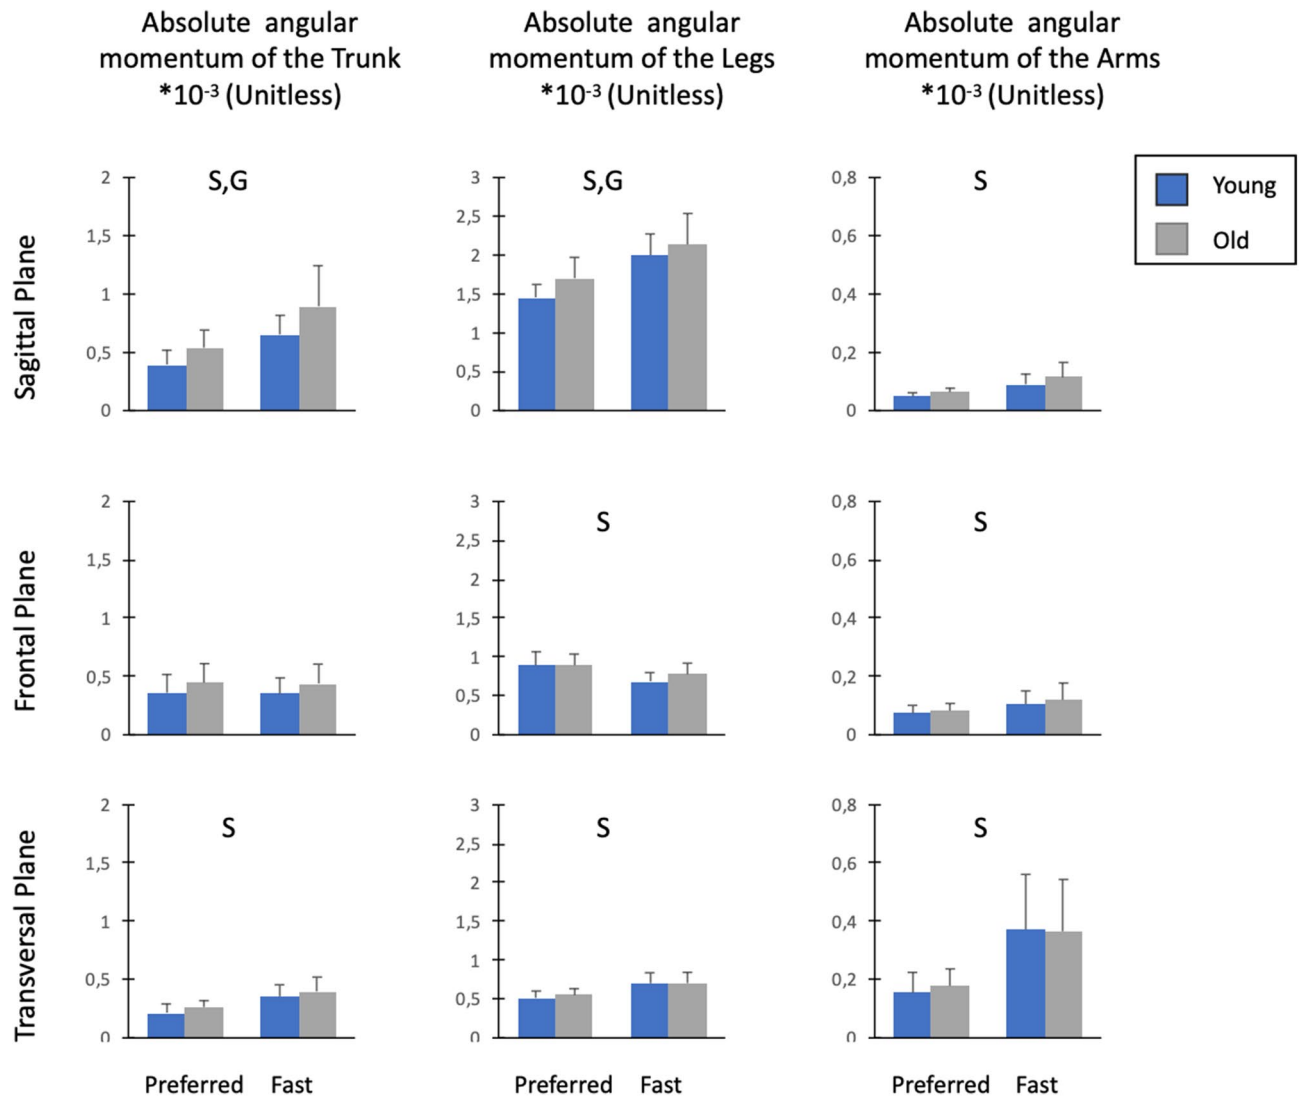 Absolute angular
momentum of the Trunk
*10-3 (Unitless)
Absolute angular
momentum of the Legs
*10-3 (Unitless)
Absolute angular
momentum of the Arms
*10-3 (Unitless)
Young
Old
Sagittal Plane
2
1,5
1
0,5
0
S,G
3
2,5
2
1,5
1
0,5
0
S,G
0,8
0,6
0,4
0,2
0
S
Frontal Plane
2
1,5
1
0,5
0
3
2,5
2
1,5
1
0,5
0
S
0,8
0,6
0,4
0,2
0
S
Transversal Plane
2
1,5
1
0,5
0
S
3
2,5
2
1,5
1
0,5
0
S
0,8
0,6
0,4
0,2
0
S
Preferred Fast
Preferred Fast
Preferred Fast